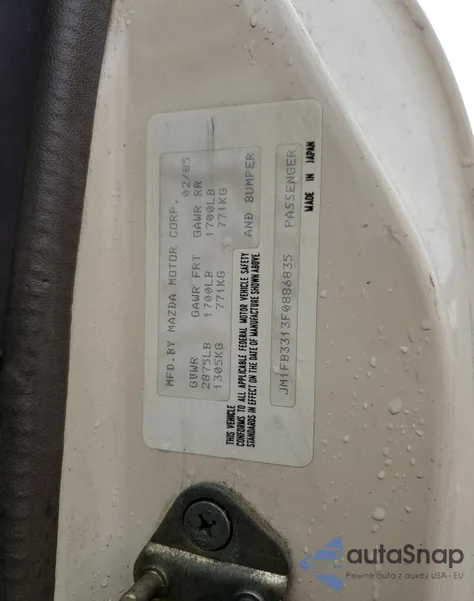 MFD.BY MAZDA MOTOR CORP. 02/85
GVWR GAWR FRT GAWR RR
2875LB 1700LB 1700LB
1305KG 771KG 771KG
THIS VEHICLE
CONFORMS TO ALL APPLICABLE FEDERAL MOTOR VEHICLE SAFETY AND BUMPER
STANDARDS IN EFFECT ON THE DATE OF MANUFACTURE SHOWN ABOVE.
JM1FB3313F0886835 PASSENGER
MADE IN JAPAN
autoSnap
Pewne auta z aukcji USA - EU